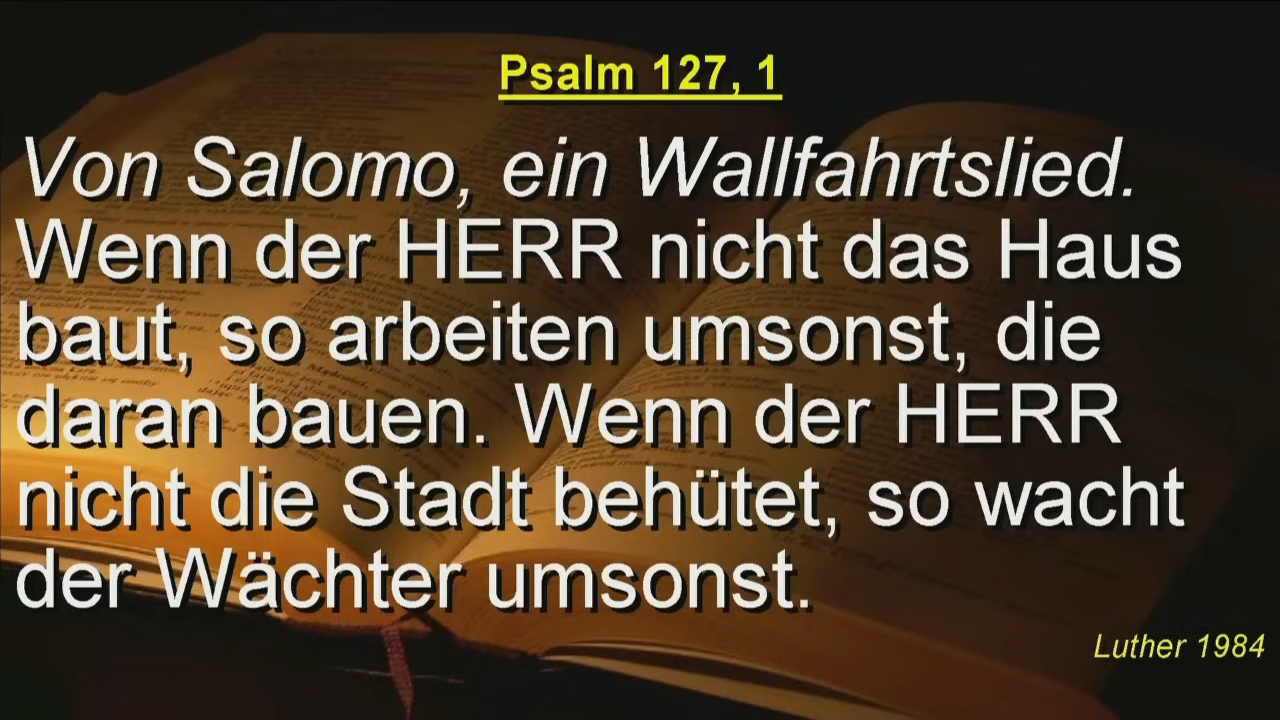 Psalm 127, 1
Von Salomo, ein Wallfahrtslied.
Wenn der HERR nicht das Haus
baut, so arbeiten umsonst, die
daran bauen. Wenn der HERR
nicht die Stadt behütet, so wacht
der Wächter umsonst.
Luther 1984